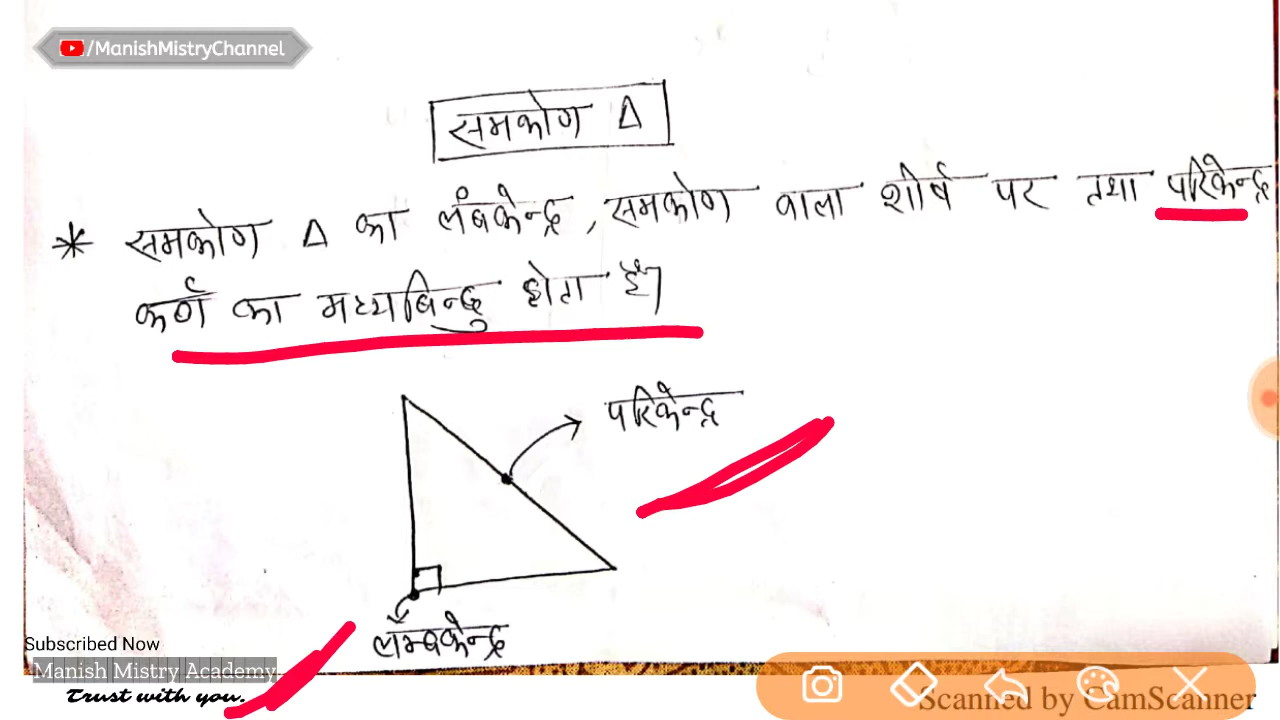 /ManishMistryChannel
समकोण Δ
* समकोण Δ का लंबकेन्द्र, समकोण वाला शीर्ष पर तथा परिकेन्द्र
कर्ण का मध्यबिन्दु होता है।
परिकेन्द्र
लम्बकेन्द्र
Subscribed Now
Manish Mistry Academy
Trust with you.
Scanned by CamScanner